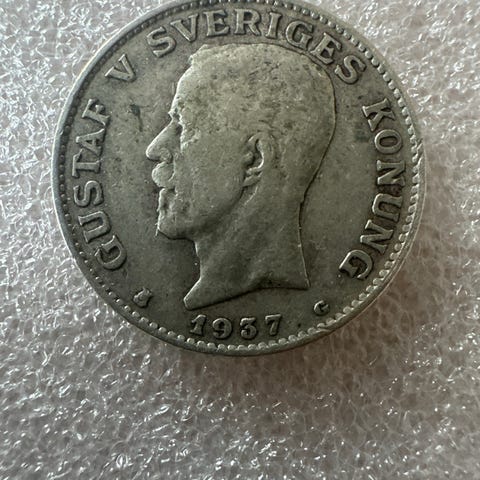 GUSTAF V SVERIGES KONUNG
1937
G